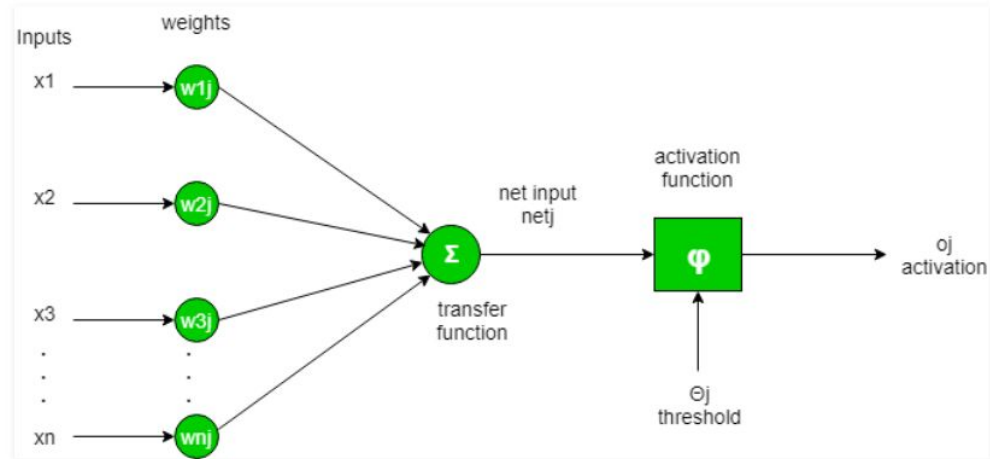 Inputs
weights
x1
w1j
x2
w2j
x3
w3j
. .
. .
. .
xn
wnj
Σ
transfer
function
net input
netj
activation
function
φ
Θj
threshold
oj
activation